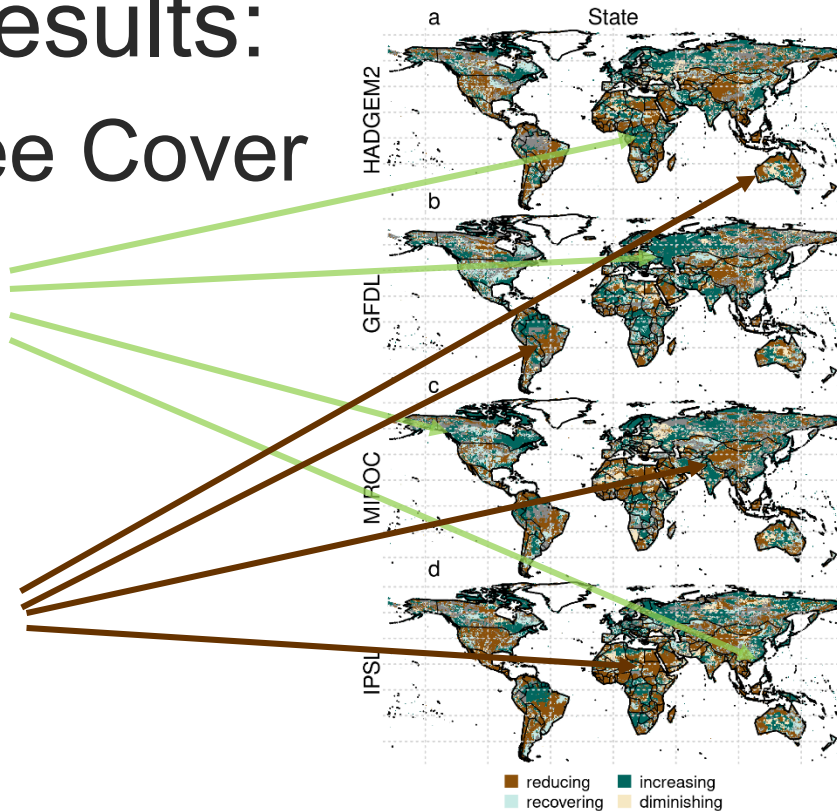 esults:
ee Cover
a
State
HADGEM2
b
GFDL
c
MIROC
d
IPSL
reducing
increasing
recovering
diminishing